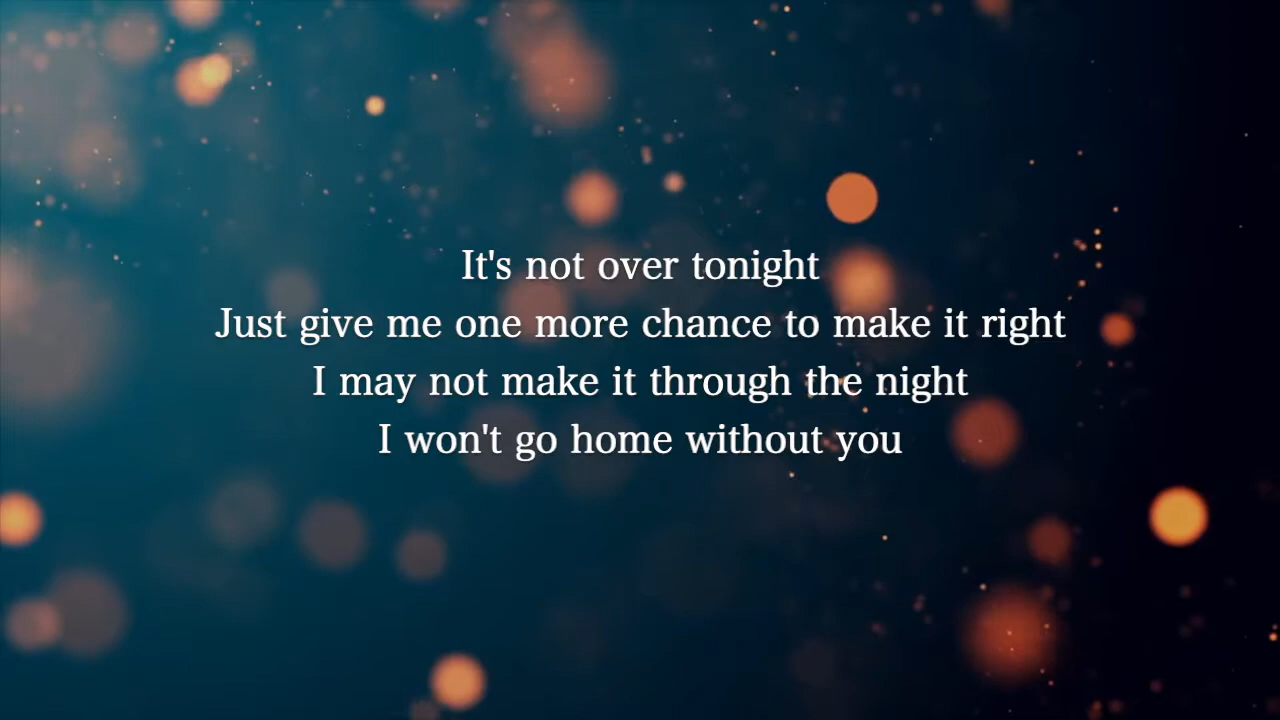 It's not over tonight
Just give me one more chance to make it right
I may not make it through the night
I won't go home without you